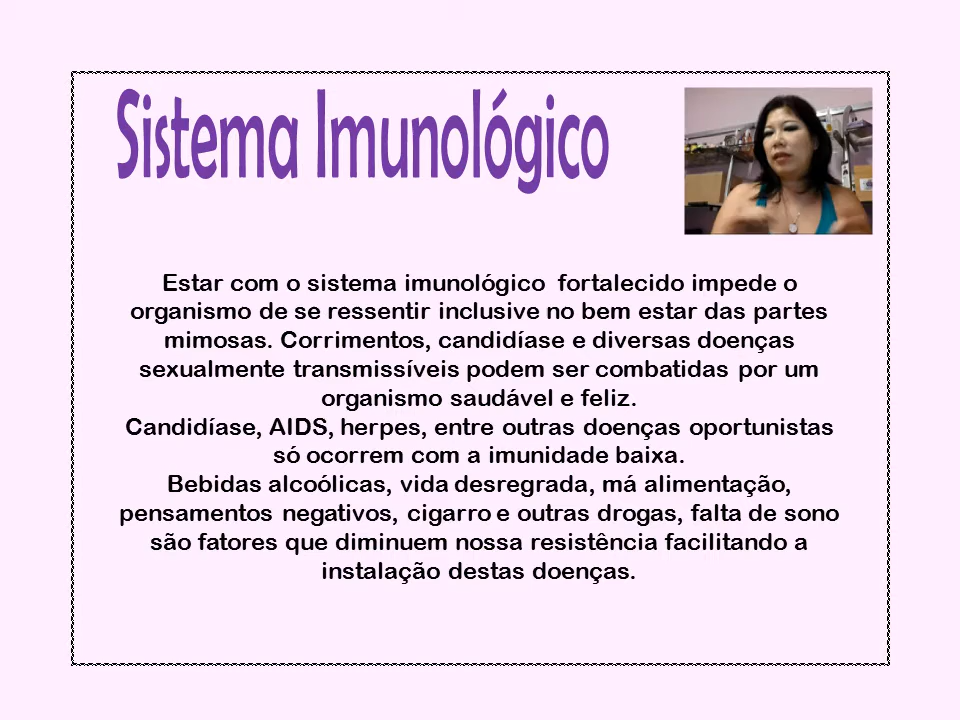 Sistema Imunológico
Estar com o sistema imunológico  fortalecido impede o
organismo de se ressentir inclusive no bem estar das partes
mimosas. Corrimentos, candidíase e diversas doenças
sexualmente transmissíveis podem ser combatidas por um
organismo saudável e feliz.
Candidíase, AIDS, herpes, entre outras doenças oportunistas
só ocorrem com a imunidade baixa.
Bebidas alcoólicas, vida desregrada, má alimentação,
pensamentos negativos, cigarro e outras drogas, falta de sono
são fatores que diminuem nossa resistência facilitando a
instalação destas doenças.